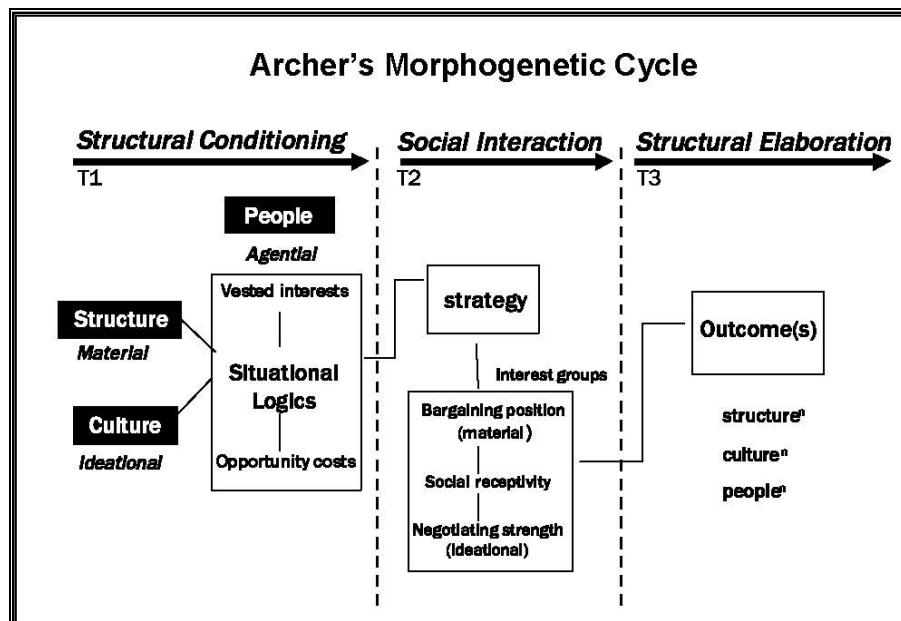 Archer's Morphogenetic Cycle
Structural Conditioning
T1
Social Interaction
T2
Structural Elaboration
T3
People
Agential
Structure
Material
Culture
Ideational
Vested interests
Situational
Logics
Opportunity costs
strategy
Interest groups
Bargaining position
(material)
Social receptivity
Negotiating strength
(ideational)
Outcome(s)
structureⁿ
cultureⁿ
peopleⁿ